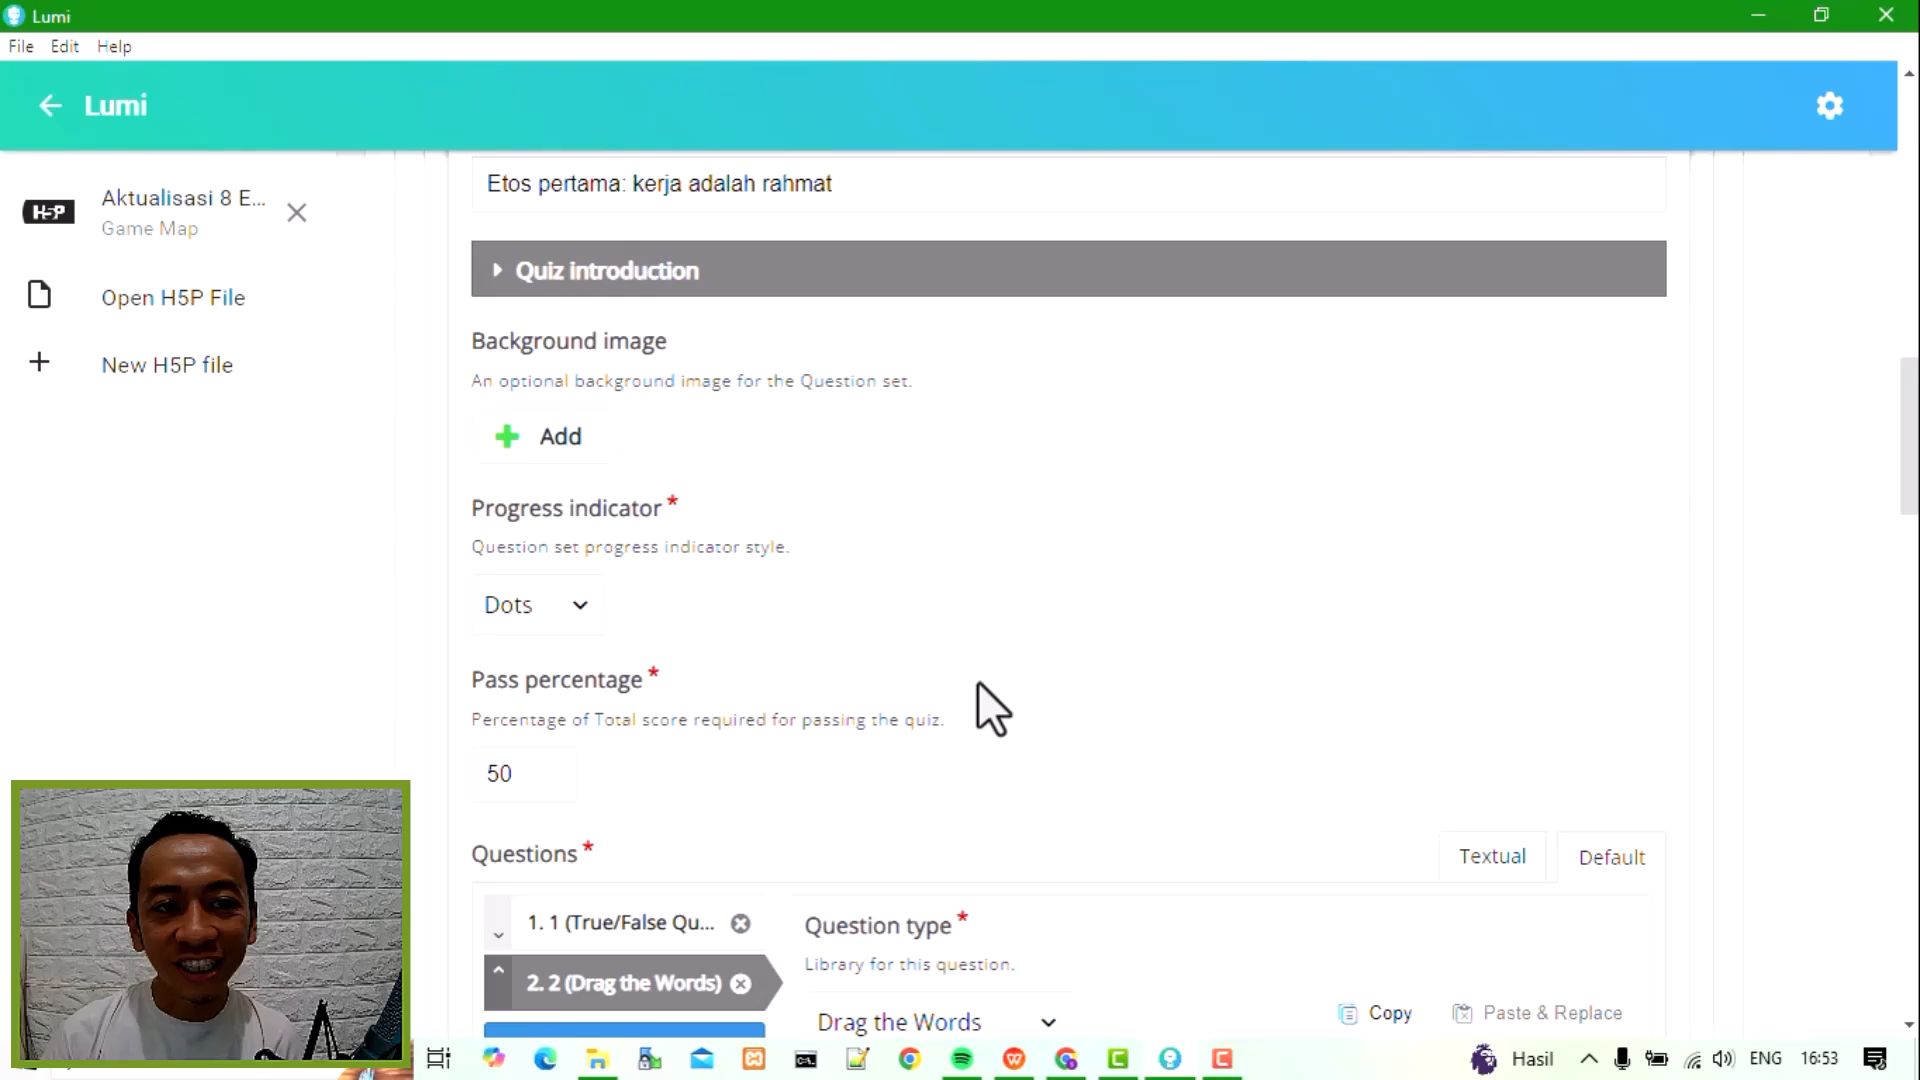 Lumi
File Edit Help
Lumi
H5P
Aktualisasi 8 E...
Game Map
Open H5P File
New H5P file
Etos pertama: kerja adalah rahmat
Quiz introduction
Background image
An optional background image for the Question set.
Add
Progress indicator *
Question set progress indicator style.
Dots
Pass percentage *
Percentage of Total score required for passing the quiz.
50
Questions *
Textual Default
1. 1 (True/False Qu...
2. 2 (Drag the Words)
Question type *
Library for this question.
Drag the Words
Copy Paste & Replace
Hasil ENG 16:53